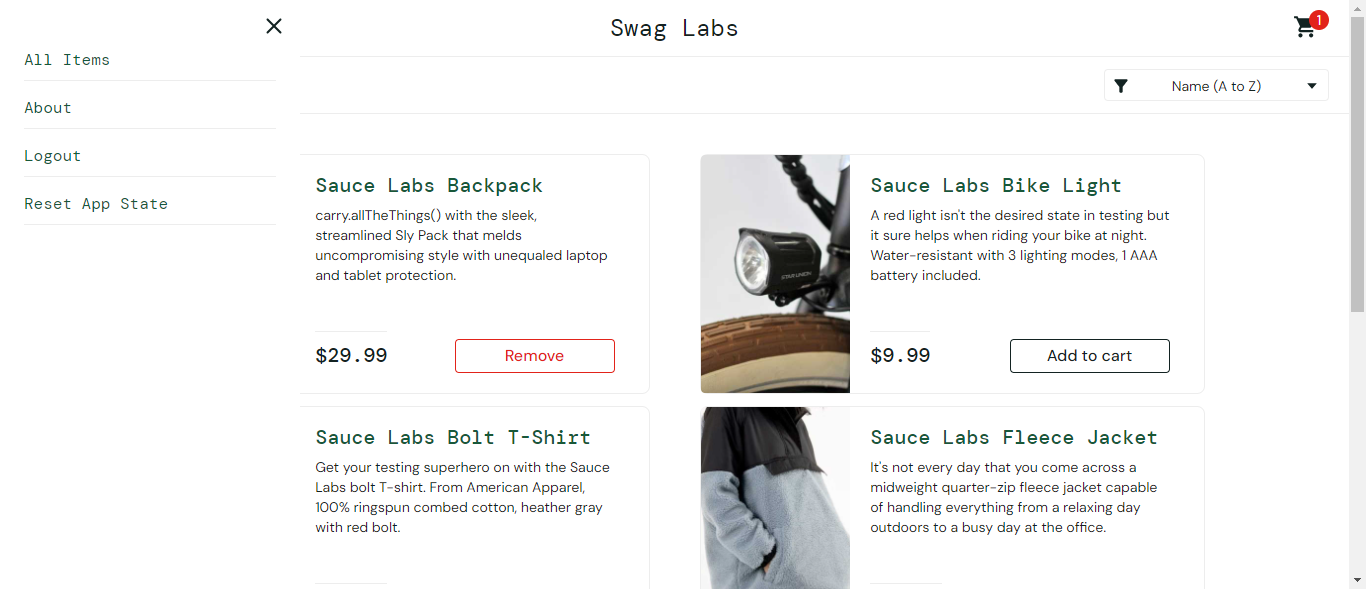 All Items
About
Logout
Reset App State
Swag Labs
1
Name (A to Z)
Sauce Labs Backpack
carry.allTheThings() with the sleek,
streamlined Sly Pack that melds
uncompromising style with unequaled laptop
and tablet protection.
$29.99
Remove
STAR UNION
Sauce Labs Bike Light
A red light isn't the desired state in testing but
it sure helps when riding your bike at night.
Water-resistant with 3 lighting modes, 1 AAA
battery included.
$9.99
Add to cart
Sauce Labs Bolt T-Shirt
Get your testing superhero on with the Sauce
Labs bolt T-shirt. From American Apparel,
100% ringspun combed cotton, heather gray
with red bolt.
Sauce Labs Fleece Jacket
It's not every day that you come across a
midweight quarter-zip fleece jacket capable
of handling everything from a relaxing day
outdoors to a busy day at the office.